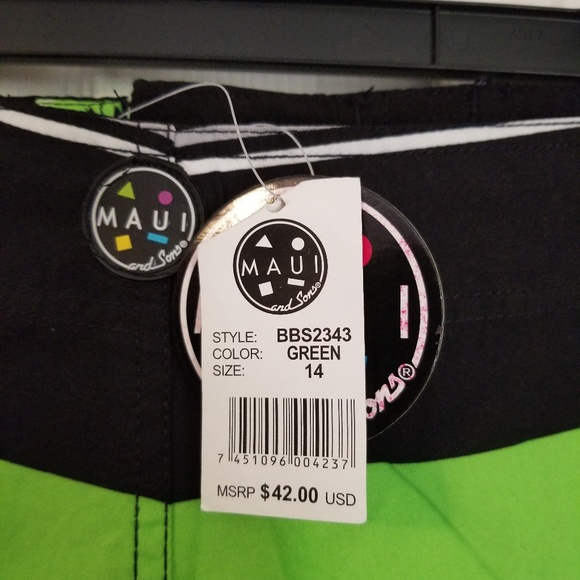 MAUI
and Sons®
MAUI
and Sons®
I
ons®
STYLE: BBS2343
COLOR: GREEN
SIZE: 14
7 451096 004237
MSRP $42.00 USD